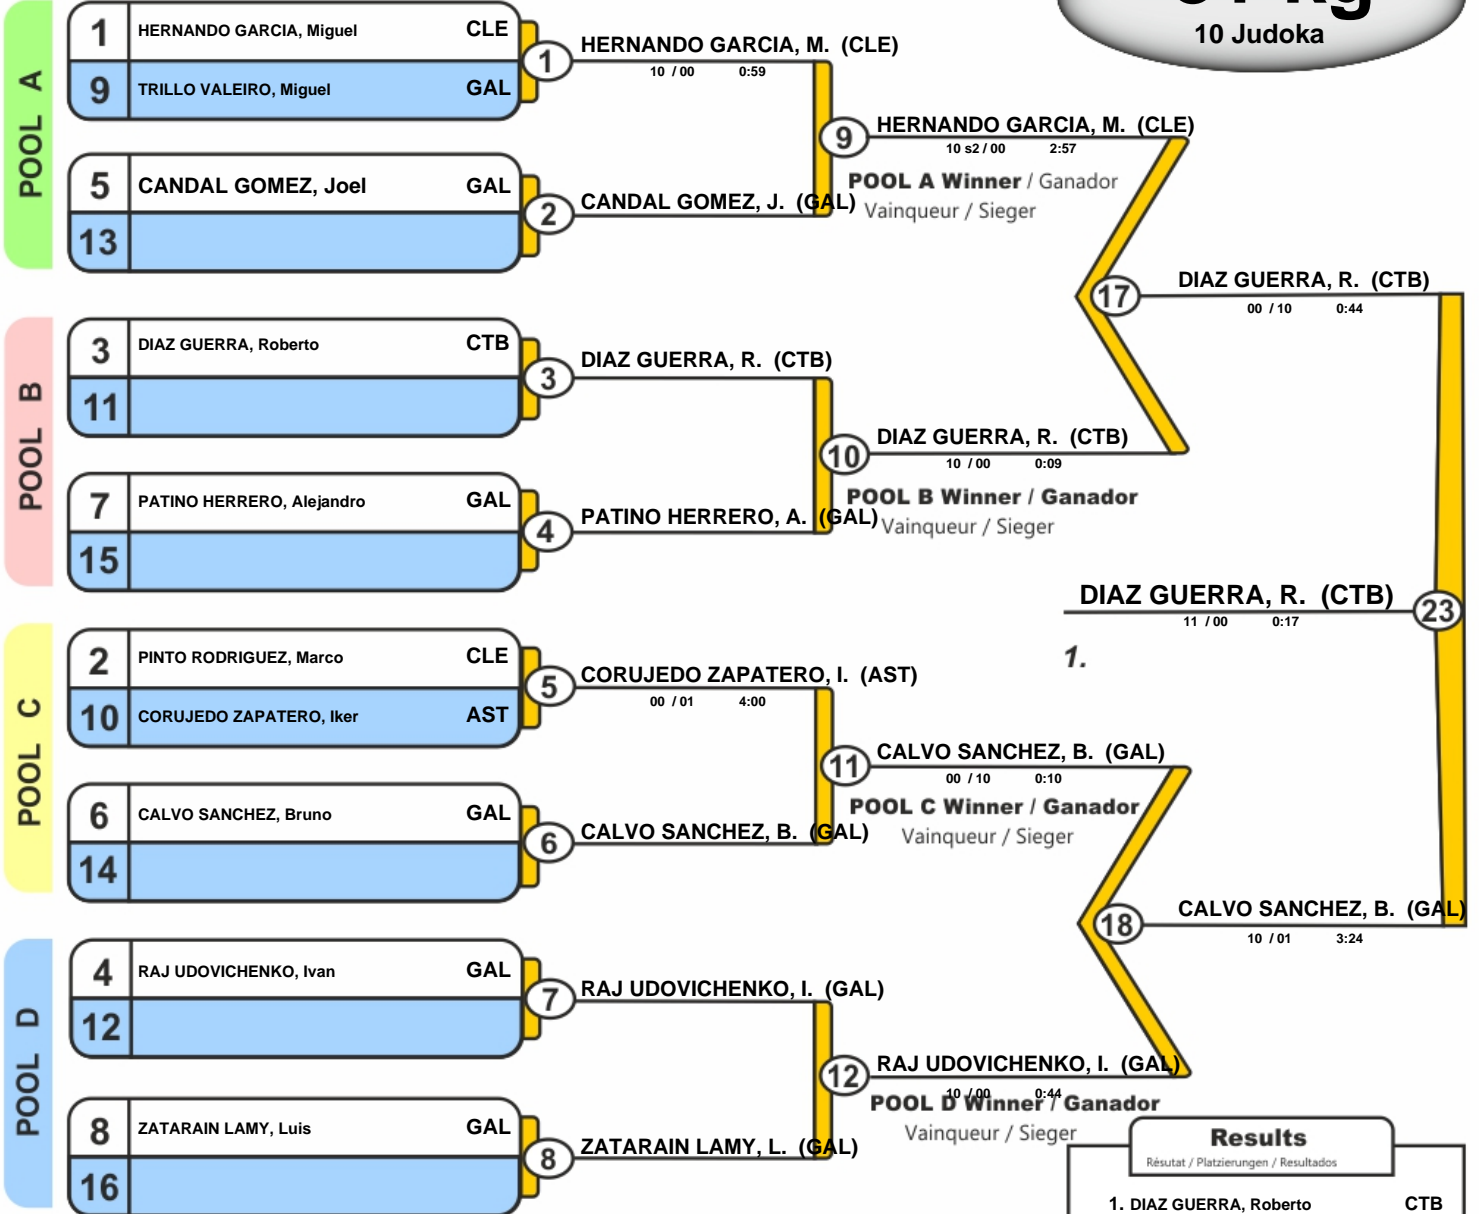 10 Judoka
POOL A
1 HERNANDO GARCIA, Miguel CLE
9 TRILLO VALEIRO, Miguel GAL
1
HERNANDO GARCIA, M. (CLE)
10 / 00 0:59
5 CANDAL GOMEZ, Joel GAL
13
2
CANDAL GOMEZ, J. (GAL)
9
HERNANDO GARCIA, M. (CLE)
10 s2 / 00 2:57
POOL A Winner / Ganador
Vainqueur / Sieger
POOL B
3 DIAZ GUERRA, Roberto CTB
11
3
DIAZ GUERRA, R. (CTB)
7 PATINO HERRERO, Alejandro GAL
15
4
PATINO HERRERO, A. (GAL)
10
DIAZ GUERRA, R. (CTB)
10 / 00 0:09
POOL B Winner / Ganador
Vainqueur / Sieger
17
DIAZ GUERRA, R. (CTB)
00 / 10 0:44
DIAZ GUERRA, R. (CTB)
11 / 00 0:17
23
1.
POOL C
2 PINTO RODRIGUEZ, Marco CLE
10 CORUJEDO ZAPATERO, Iker AST
5
CORUJEDO ZAPATERO, I. (AST)
00 / 01 4:00
6 CALVO SANCHEZ, Bruno GAL
14
6
CALVO SANCHEZ, B. (GAL)
11
CALVO SANCHEZ, B. (GAL)
00 / 10 0:10
POOL C Winner / Ganador
Vainqueur / Sieger
18
CALVO SANCHEZ, B. (GAL)
10 / 01 3:24
POOL D
4 RAJ UDOVICHENKO, Ivan GAL
12
7
RAJ UDOVICHENKO, I. (GAL)
8 ZATARAIN LAMY, Luis GAL
16
8
ZATARAIN LAMY, L. (GAL)
12
RAJ UDOVICHENKO, I. (GAL)
10 / 00 0:44
POOL D Winner / Ganador
Vainqueur / Sieger
Results
Résutat / Platzierungen / Resultados
1. DIAZ GUERRA, Roberto CTB